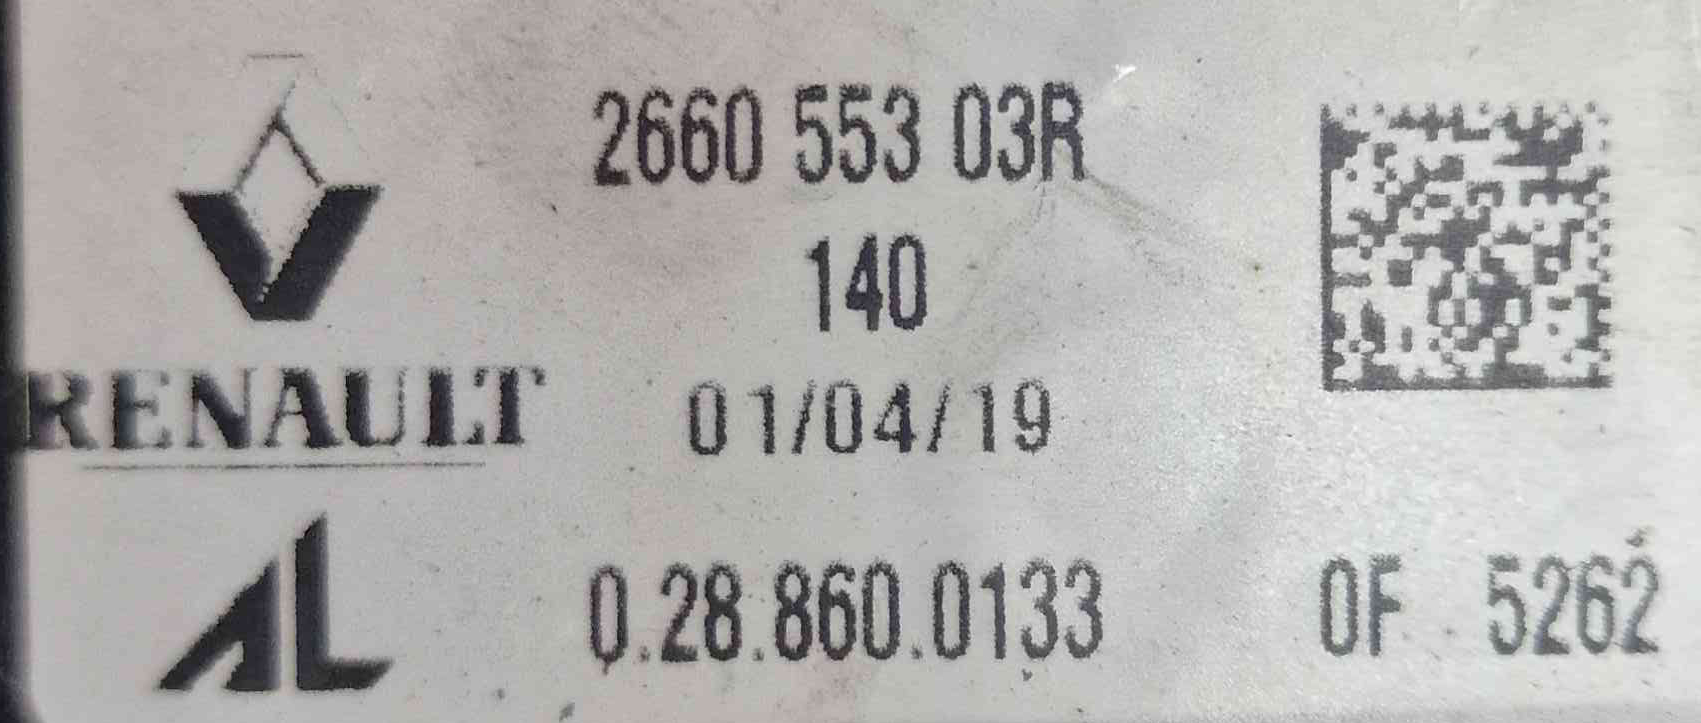 2660 553 03R
140
RENAULT
01/04/19
AL
0.28.860.0133
0F 5262